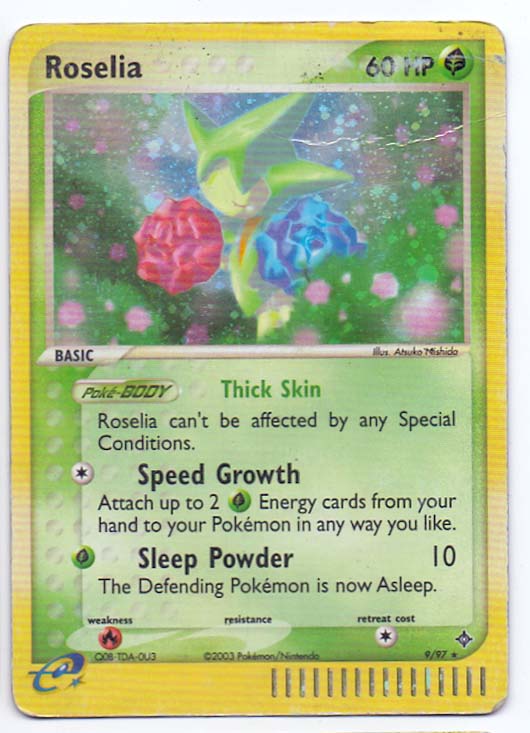 Roselia 60 HP
BASIC Illus. Atsuko Nishida
Poké-BODY Thick Skin
Roselia can't be affected by any Special
Conditions.
Speed Growth
Attach up to 2 Energy cards from your
hand to your Pokémon in any way you like.
Sleep Powder 10
The Defending Pokémon is now Asleep.
weakness resistance retreat cost
Q08-TDA-0U3 ©2003 Pokémon/Nintendo 9/97 ★
e